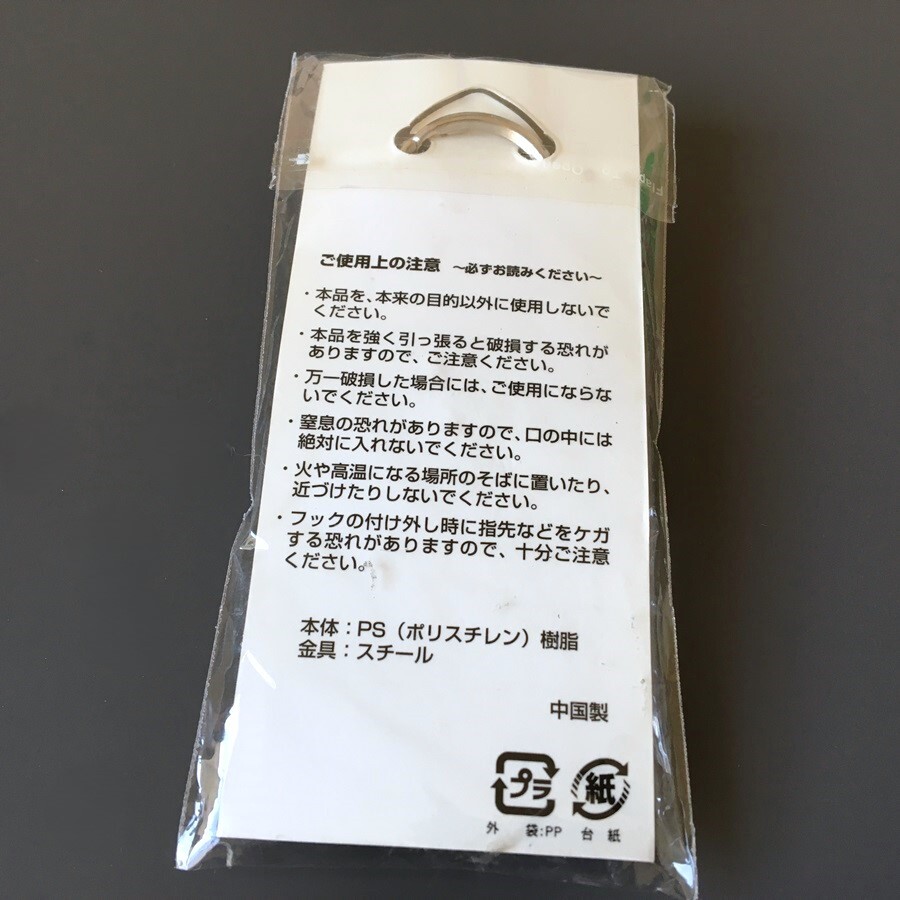 ご使用上の注意 ～必ずお読みください～
・本品を、本来の目的以外に使用しないで
ください。
・本品を強く引っ張ると破損する恐れが
ありますので、ご注意ください。
・万一破損した場合には、ご使用にならな
いでください。
・窒息の恐れがありますので、口の中には
絶対に入れないでください。
・火や高温になる場所のそばに置いたり、
近づけたりしないでください。
・フックの付け外し時に指先などをケガ
する恐れがありますので、十分ご注意
ください。
本体：PS（ポリスチレン）樹脂
金具：スチール
中国製
プラ 紙
外 袋:PP 台 紙